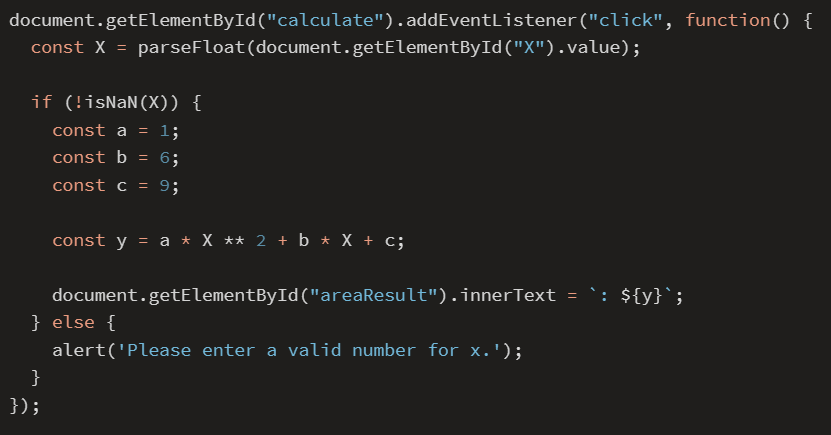 document.getElementById("calculate").addEventListener("click", function() {
  const X = parseFloat(document.getElementById("X").value);

  if (!isNaN(X)) {
    const a = 1;
    const b = 6;
    const c = 9;

    const y = a * X ** 2 + b * X + c;

    document.getElementById("areaResult").innerText = `: ${y}`;
  } else {
    alert('Please enter a valid number for x.');
  }
});